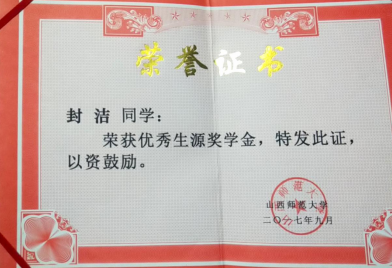 荣誉证书
封 洁 同学：
荣获优秀生源奖学金，特发此证，
以资鼓励。
山西师范大学
二〇一七年九月